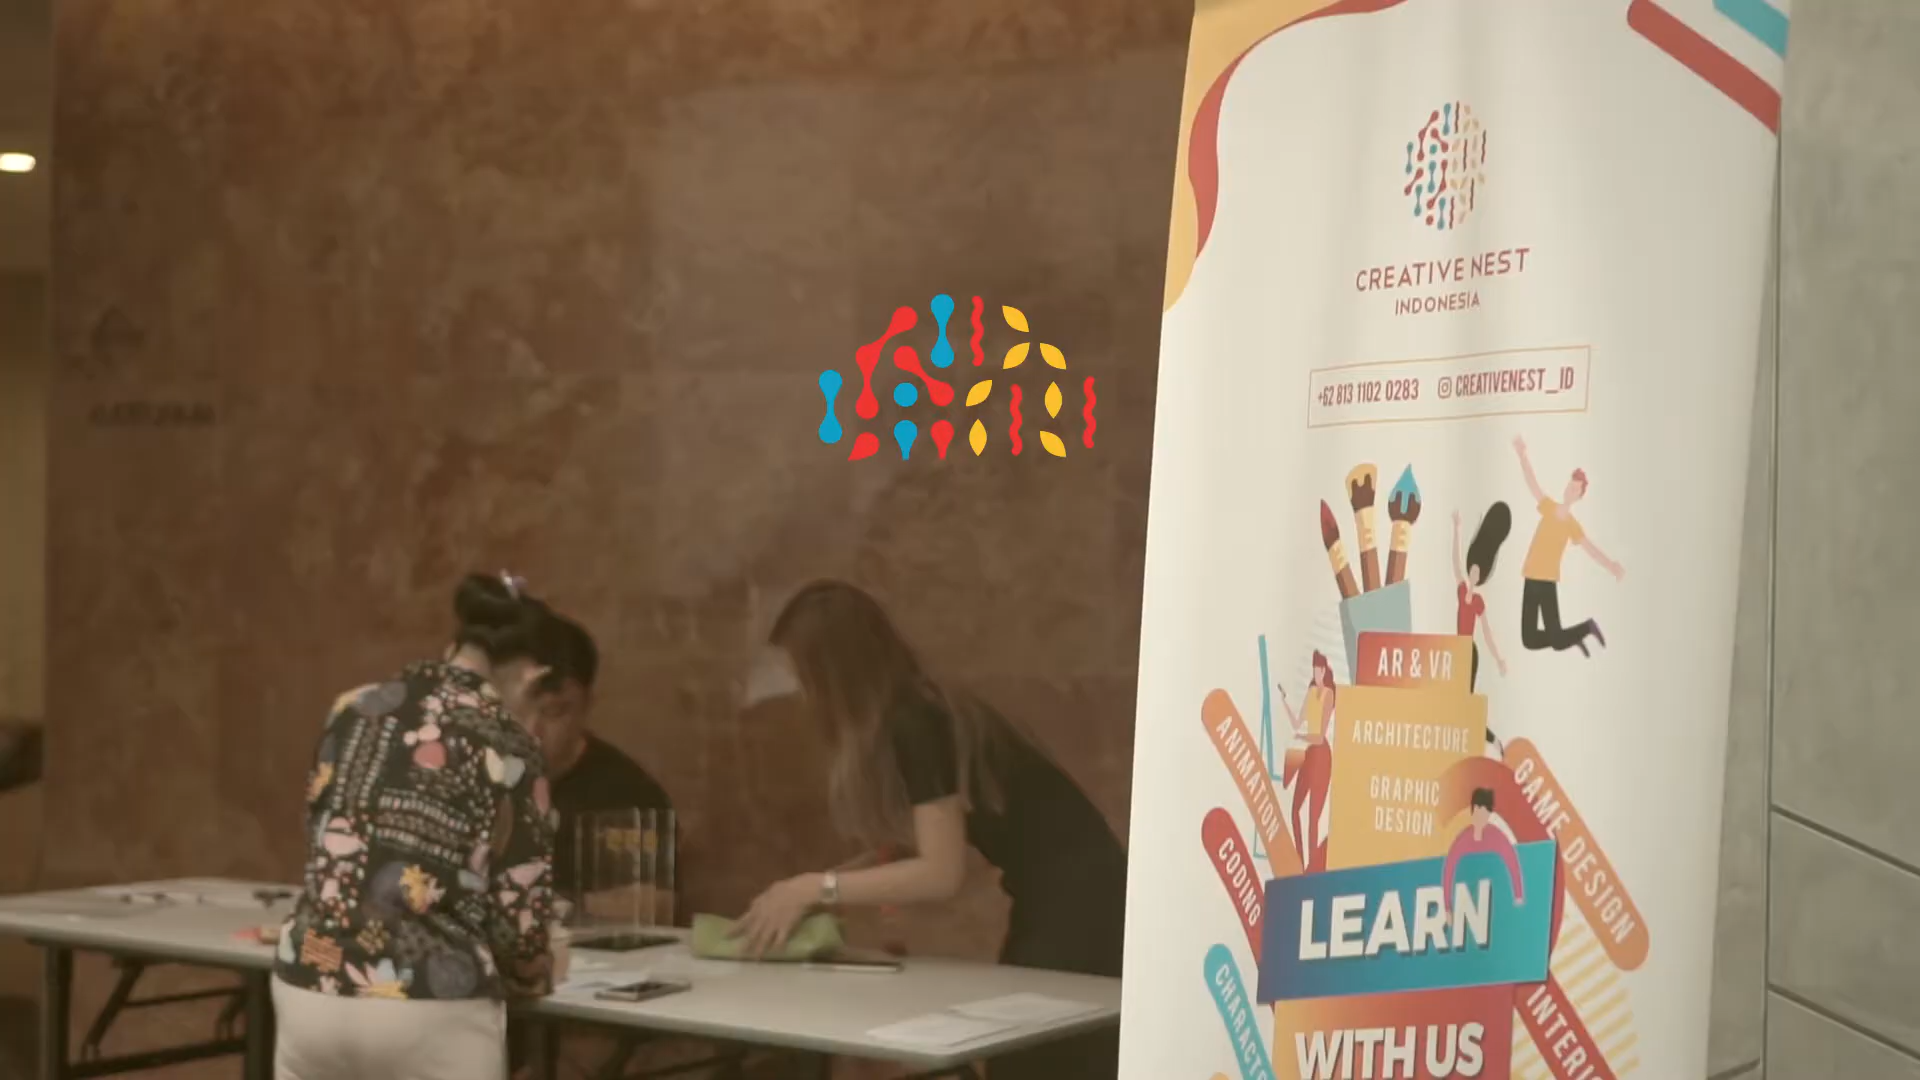 CREATIVE NEST
INDONESIA
+62 813 1102 0283 CREATIVENEST_ID
AR & VR
ARCHITECTURE
GRAPHIC
DESIGN
ANIMATION
GAME DESIGN
CODING
LEARN
WITH US